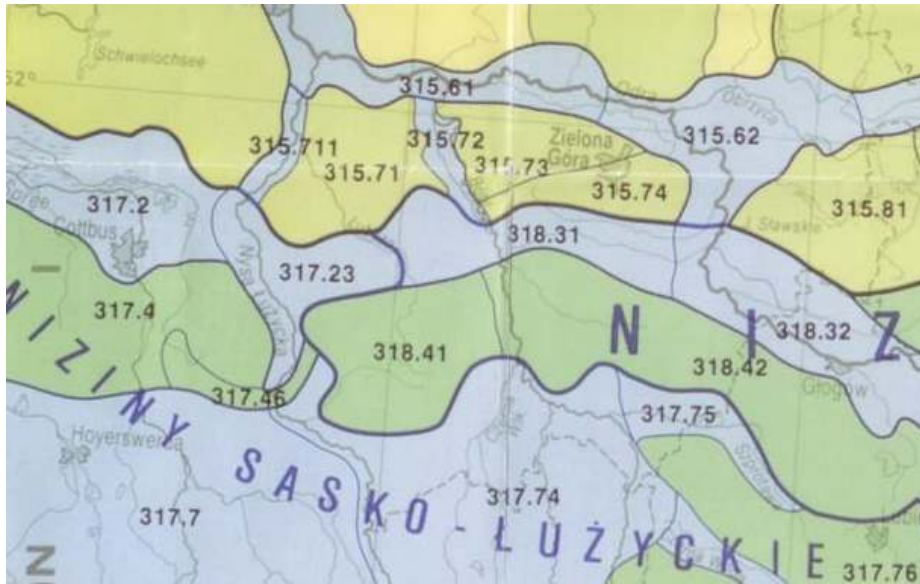 Schwielochsee
52°
315.61
Odra
Obrzyca
315.711
315.72
Zielona
Góra
315.62
315.71
315.73
315.74
315.81
317.2
Spree
Cottbus
J. Sławskie
318.31
Nysa Łużycka
317.23
317.4
318.41
N I Z
318.32
318.42
317.46
Głogów
NIZINY SASKO-ŁUŻYCKIE
317.75
Hoyerswerda
317.74
317.7
317.76